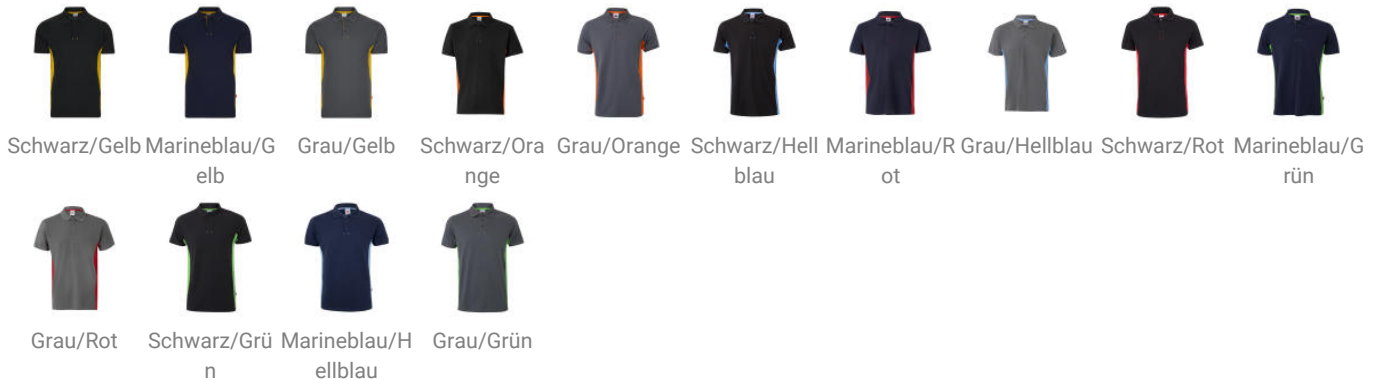 Schwarz/Gelb Marineblau/G Grau/Gelb Schwarz/Ora Grau/Orange Schwarz/Hell Marineblau/R Grau/Hellblau Schwarz/Rot Marineblau/G
elb nge blau ot rün
Grau/Rot Schwarz/Grü Marineblau/H Grau/Grün
n ellblau